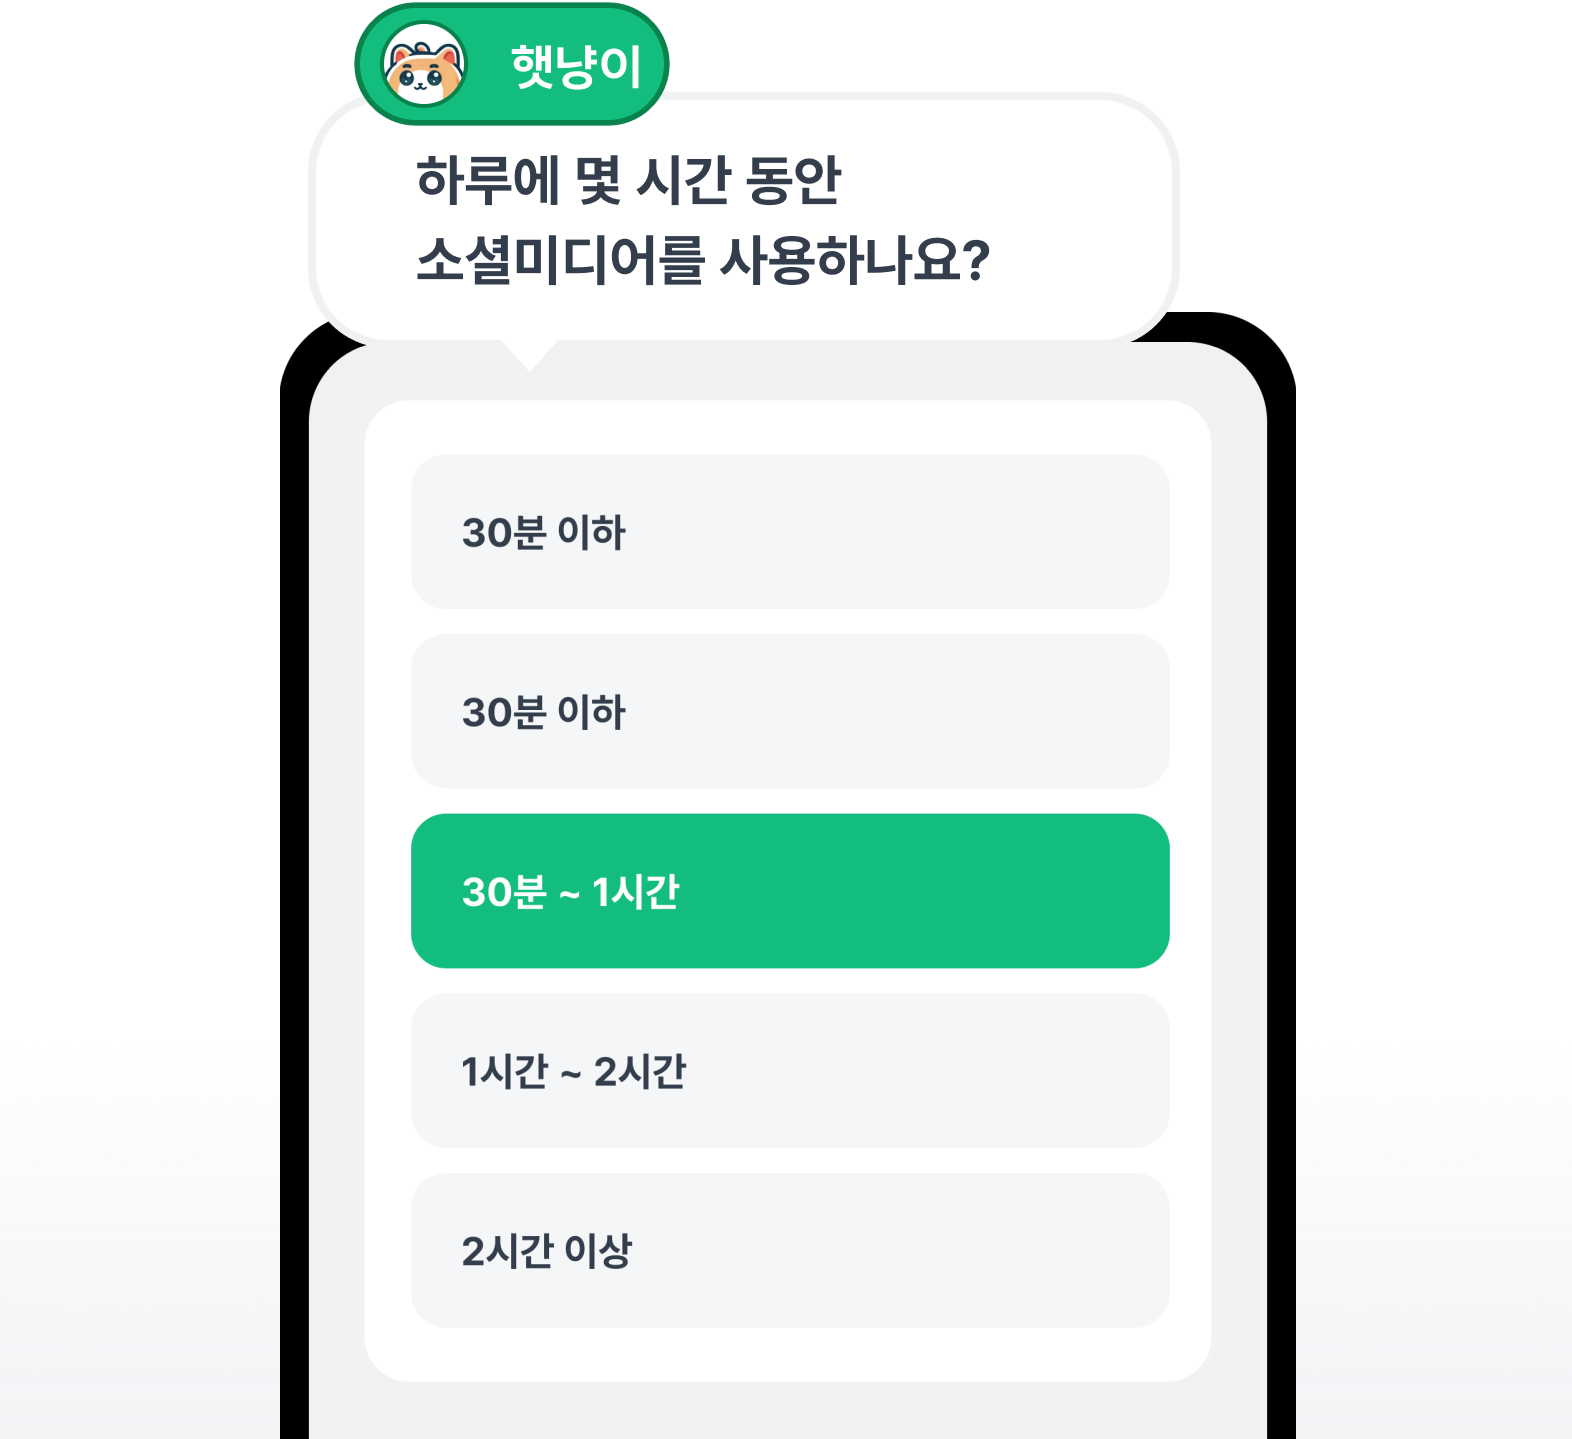 햇냥이
하루에 몇 시간 동안
소셜미디어를 사용하나요?
30분 이하
30분 이하
30분 ~ 1시간
1시간 ~ 2시간
2시간 이상